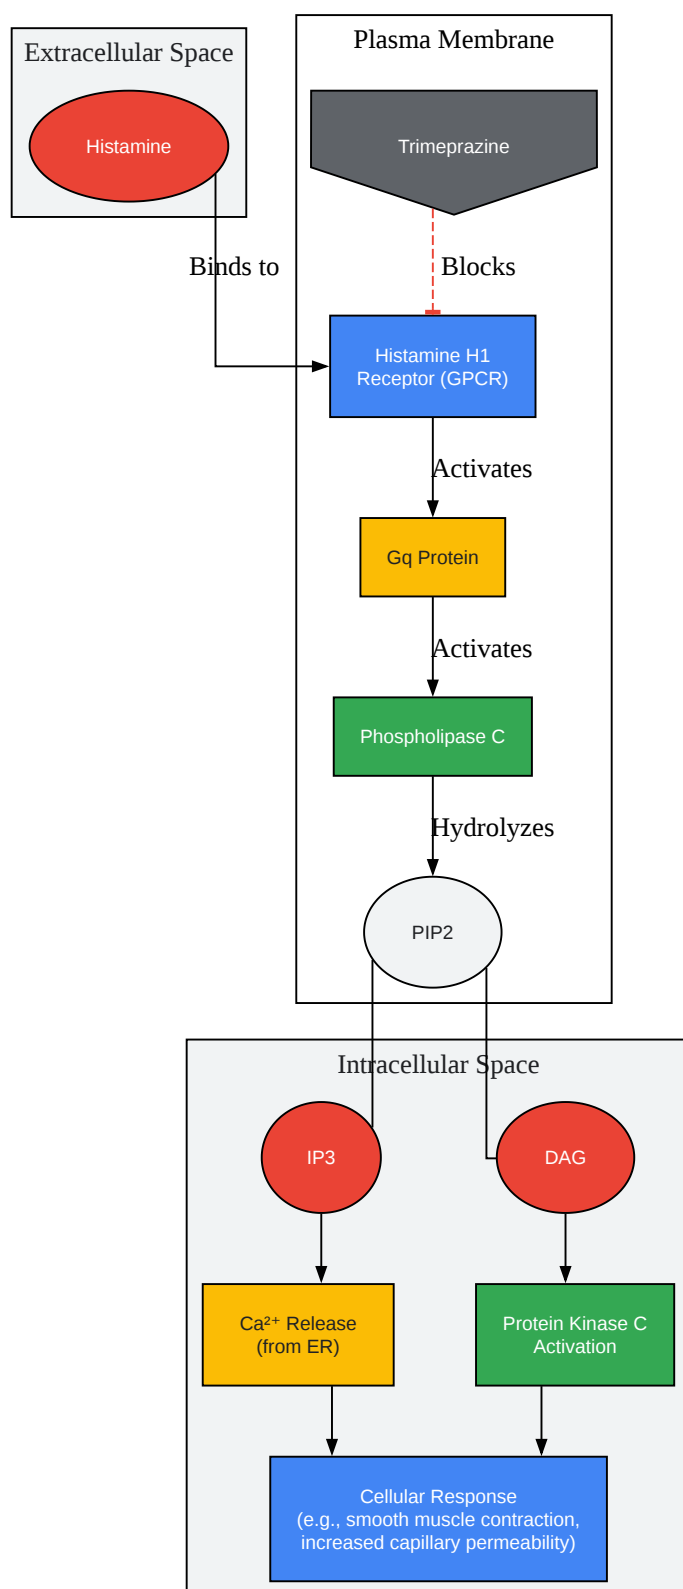 Extracellular Space
Plasma Membrane
Histamine
Trimeprazine
Binds to
Blocks
Histamine H1
Receptor (GPCR)
Activates
Gq Protein
Activates
Phospholipase C
Hydrolyzes
PIP2
Intracellular Space
IP3
DAG
Ca²⁺ Release
(from ER)
Protein Kinase C
Activation
Cellular Response
(e.g., smooth muscle contraction,
increased capillary permeability)